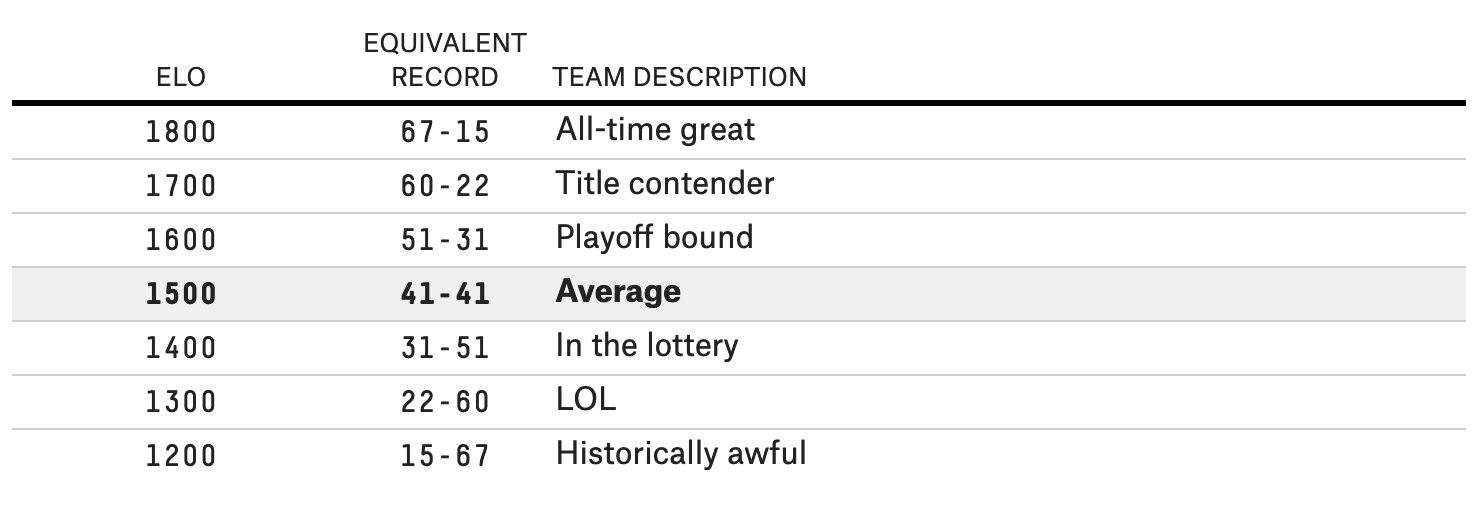 EQUIVALENT
ELO RECORD TEAM DESCRIPTION
1800 67-15 All-time great
1700 60-22 Title contender
1600 51-31 Playoff bound
1500 41-41 Average
1400 31-51 In the lottery
1300 22-60 LOL
1200 15-67 Historically awful